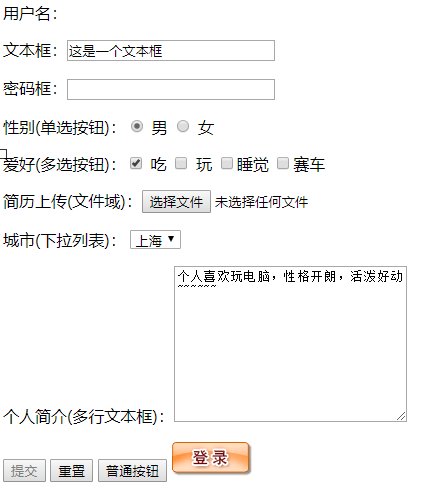 用户名：
文本框：这是一个文本框
密码框：
性别(单选按钮)： 男 女
爱好(多选按钮)： 吃 玩 睡觉 赛车
简历上传(文件域)：选择文件 未选择任何文件
城市(下拉列表)：上海
个人喜欢玩电脑，性格开朗，活泼好动
~~~~~~
个人简介(多行文本框)：
提交 重置 普通按钮 登录